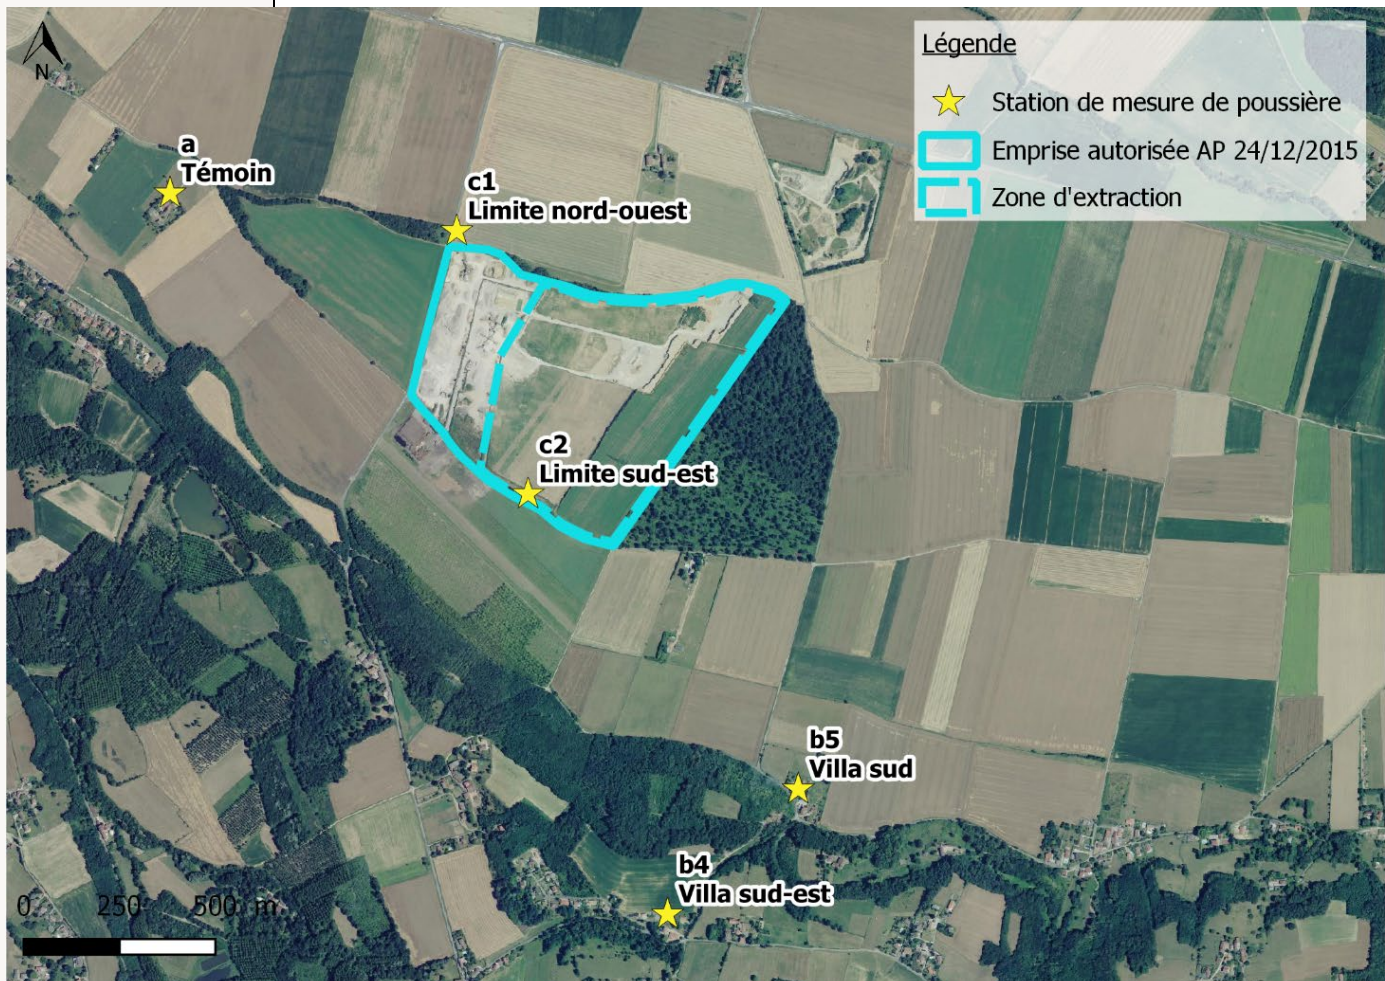 N
Légende
Station de mesure de poussière
Emprise autorisée AP 24/12/2015
Zone d'extraction
a
Témoin
c1
Limite nord-ouest
c2
Limite sud-est
b5
Villa sud
b4
Villa sud-est
0 250 500 m